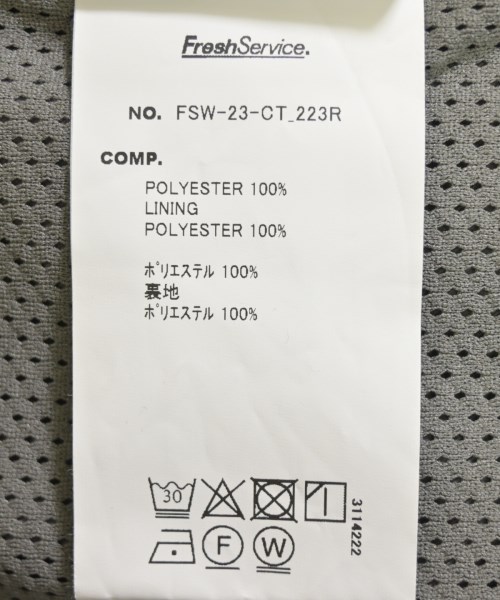 FreshService.
NO. FSW-23-CT_223R
COMP.
POLYESTER 100%
LINING
POLYESTER 100%
ﾎﾟﾘｴｽﾃﾙ 100%
裏地
ﾎﾟﾘｴｽﾃﾙ 100%
30
3114222
F W